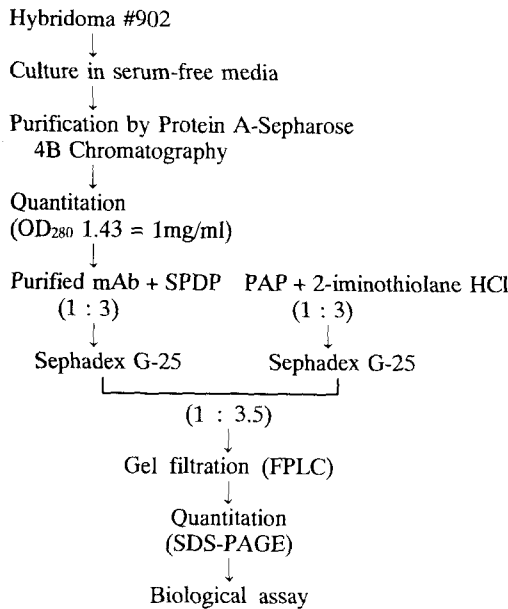 Hybridoma #902
Culture in serum-free media
Purification by Protein A-Sepharose
4B Chromatography
Quantitation
(OD₂₈₀ 1.43 = 1mg/ml)
Purified mAb + SPDP PAP + 2-iminothiolane HCl
(1 : 3) (1 : 3)
Sephadex G-25 Sephadex G-25
(1 : 3.5)
Gel filtration (FPLC)
Quantitation
(SDS-PAGE)
Biological assay